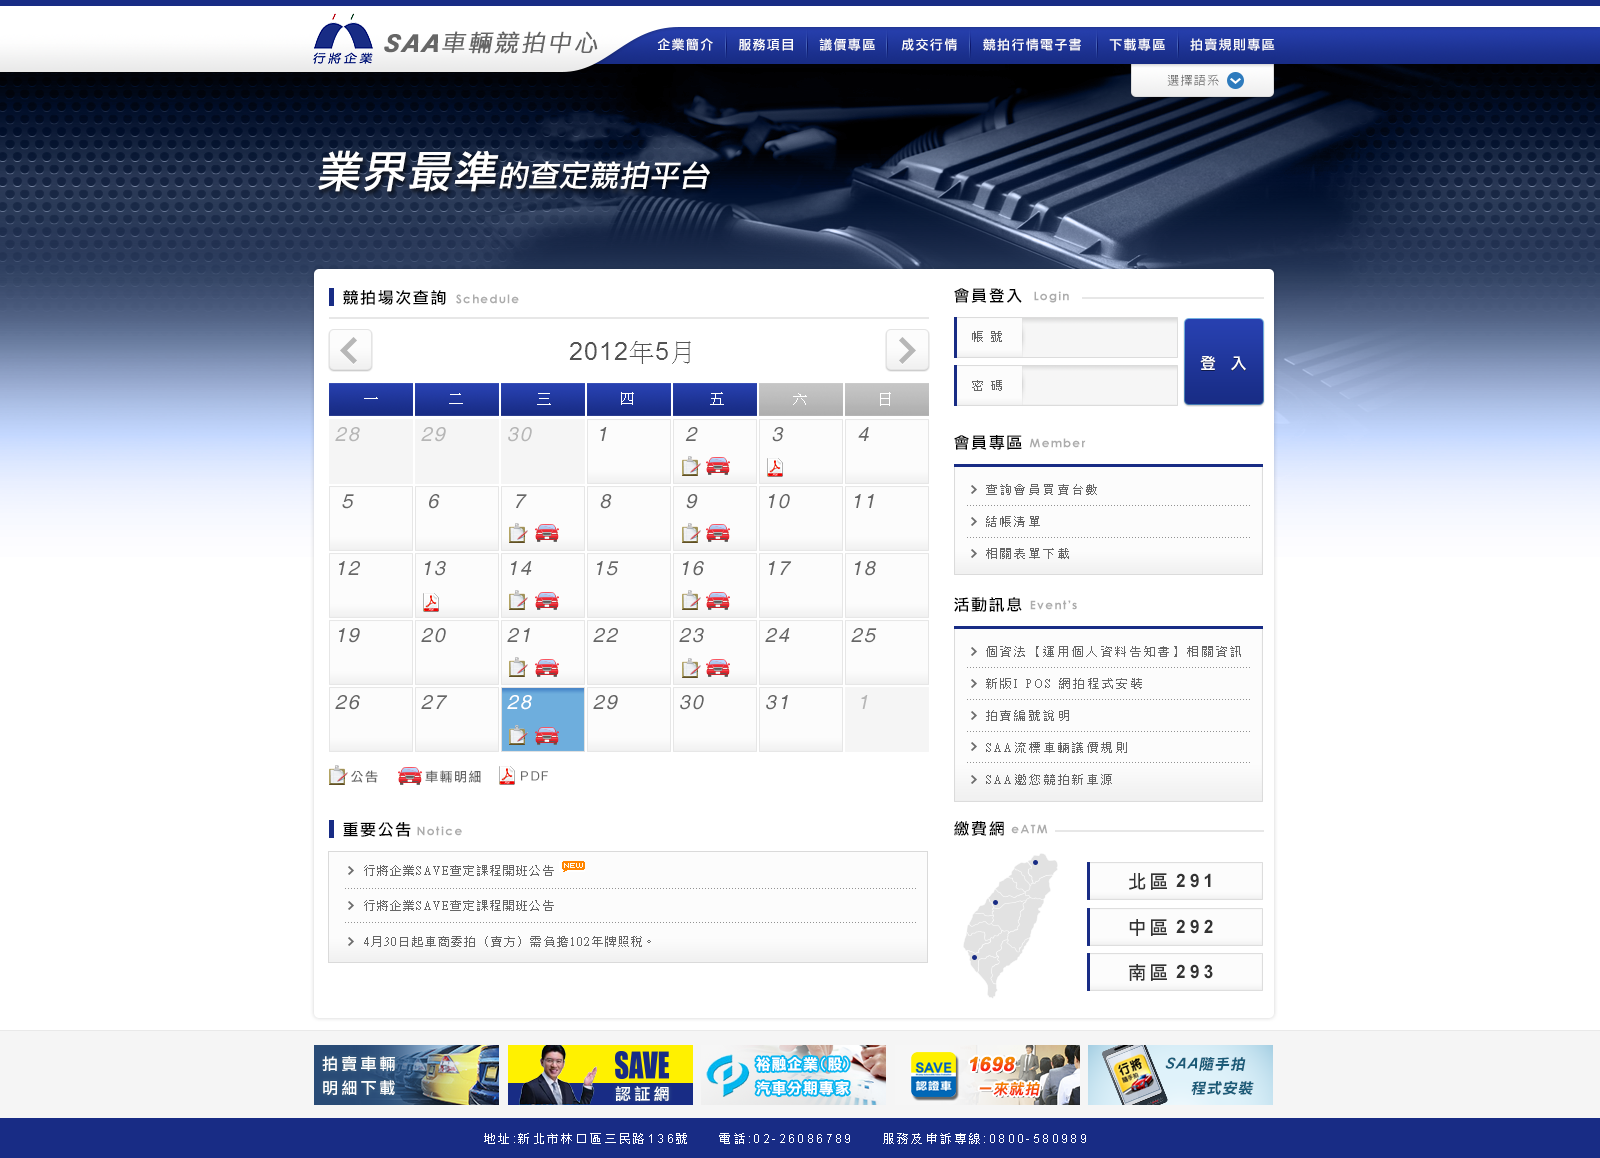 行將企業 SAA車輛競拍中心
企業簡介 服務項目 議價專區 成交行情 競拍行情電子書 下載專區 拍賣規則專區
選擇語系
業界最準的查定競拍平台
競拍場次查詢 Schedule
2012年5月
一 二 三 四 五 六 日
28 29 30 1 2 3 4
5 6 7 8 9 10 11
12 13 14 15 16 17 18
19 20 21 22 23 24 25
26 27 28 29 30 31 1
公告 車輛明細 PDF
重要公告 Notice
行將企業SAVE查定課程開班公告 NEW
行將企業SAVE查定課程開班公告
4月30日起車商委拍（賣方）需負擔102年牌照稅。
會員登入 Login
帳號
密碼
登 入
會員專區 Member
查詢會員買賣台數
結帳清單
相關表單下載
活動訊息 Event's
個資法【運用個人資料告知書】相關資訊
新版I POS 網拍程式安裝
拍賣編號說明
SAA流標車輛議價規則
SAA邀您競拍新車源
繳費網 eATM
北區 291
中區 292
南區 293
拍賣車輛
明細下載
SAVE
認証網
裕融企業(股)
汽車分期專家
SAVE
認證車
1698
一來就拍
行將
隨手拍
SAA隨手拍
程式安裝
地址:新北市林口區三民路136號 電話:02-26086789 服務及申訴專線:0800-580989